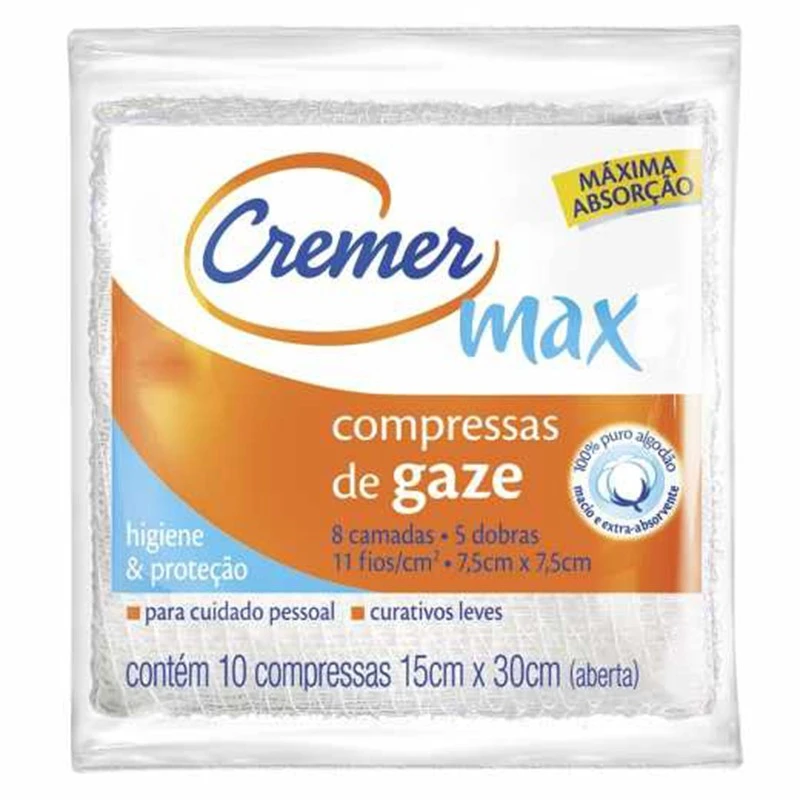 Cremer
max
MÁXIMA
ABSORÇÃO
compressas
de gaze
100% puro algodão
macio e extra-absorvente
8 camadas • 5 dobras
11 fios/cm² • 7,5cm x 7,5cm
higiene
& proteção
para cuidado pessoal curativos leves
contém 10 compressas 15cm x 30cm (aberta)